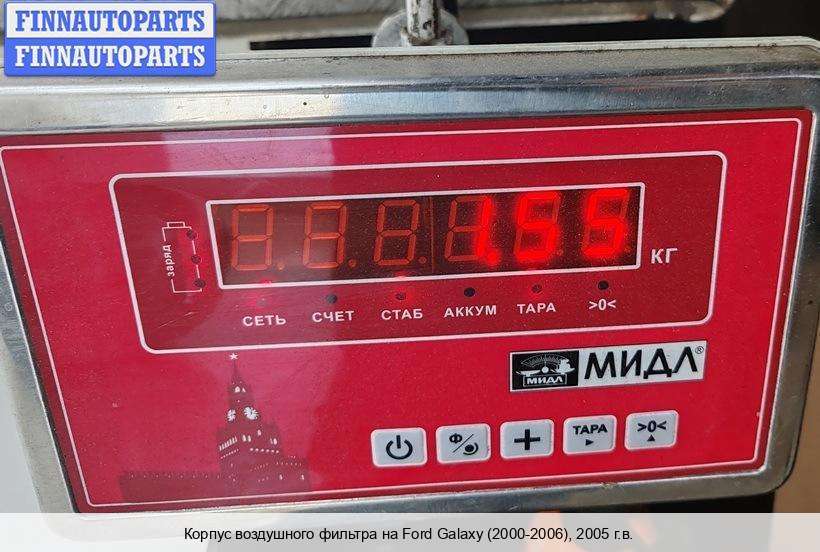 FINNAUTOPARTS
FINNAUTOPARTS
заряд
1.55
КГ
СЕТЬ СЧЕТ СТАБ АККУМ ТАРА >0<
МИДЛ МИДЛ®
Ф ТАРА >0<
Корпус воздушного фильтра на Ford Galaxy (2000-2006), 2005 г.в.